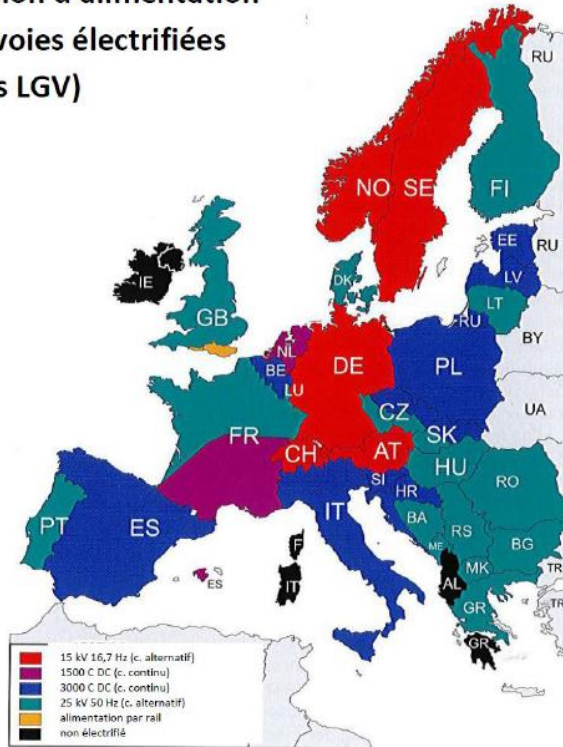 on d'alimentation
voies électrifiées
s LGV)
RU
NO
SE
FI
EE
RU
LV
DK
IE
LT
GB
RU
BY
NL
DE
PL
BE
LU
UA
CZ
FR
SK
CH
AT
HU
RO
SI
HR
PT
ES
IT
BA
RS
ME
BG
F
MK
TR
ES
IT
AL
GR
TR
GR
15 kV 16,7 Hz (c. alternatif)
1500 C DC (c. continu)
3000 C DC (c. continu)
25 kV 50 Hz (c. alternatif)
alimentation par rail
non électrifié